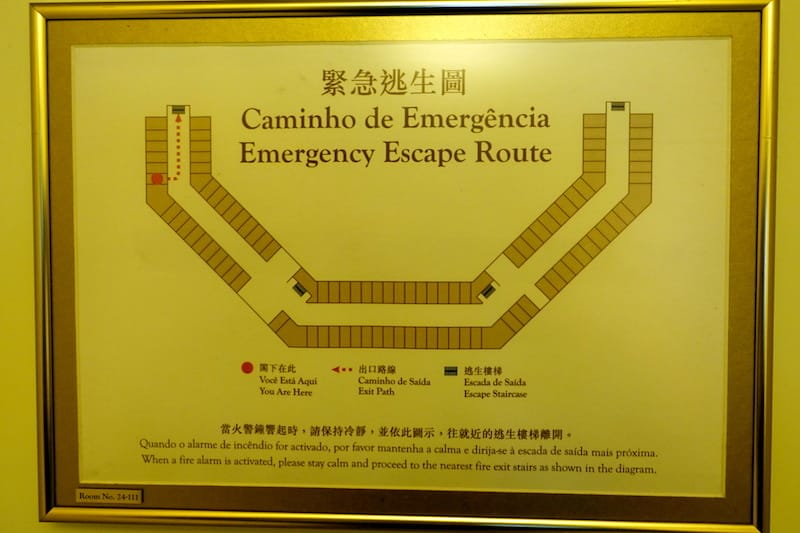 緊急逃生圖
Caminho de Emergência
Emergency Escape Route
閣下在此
Você Está Aqui
You Are Here
出口路線
Caminho de Saída
Exit Path
逃生樓梯
Escada de Saída
Escape Staircase
當火警鐘響起時，請保持冷靜，並依此圖示，往就近的逃生樓梯離開。
Quando o alarme de incêndio for activado, por favor mantenha a calma e dirija-se à escada de saída mais próxima.
When a fire alarm is activated, please stay calm and proceed to the nearest fire exit stairs as shown in the diagram.
Room No. 24-111